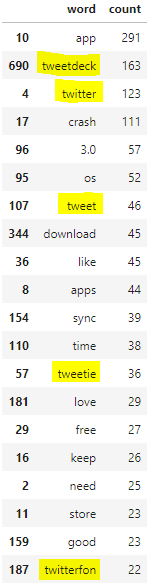 word count
10 app 291
690 tweetdeck 163
4 twitter 123
17 crash 111
96 3.0 57
95 os 52
107 tweet 46
344 download 45
36 like 45
8 apps 44
154 sync 39
110 time 38
57 tweetie 36
181 love 29
29 free 27
16 keep 26
2 need 25
11 store 23
159 good 23
187 twitterfon 22